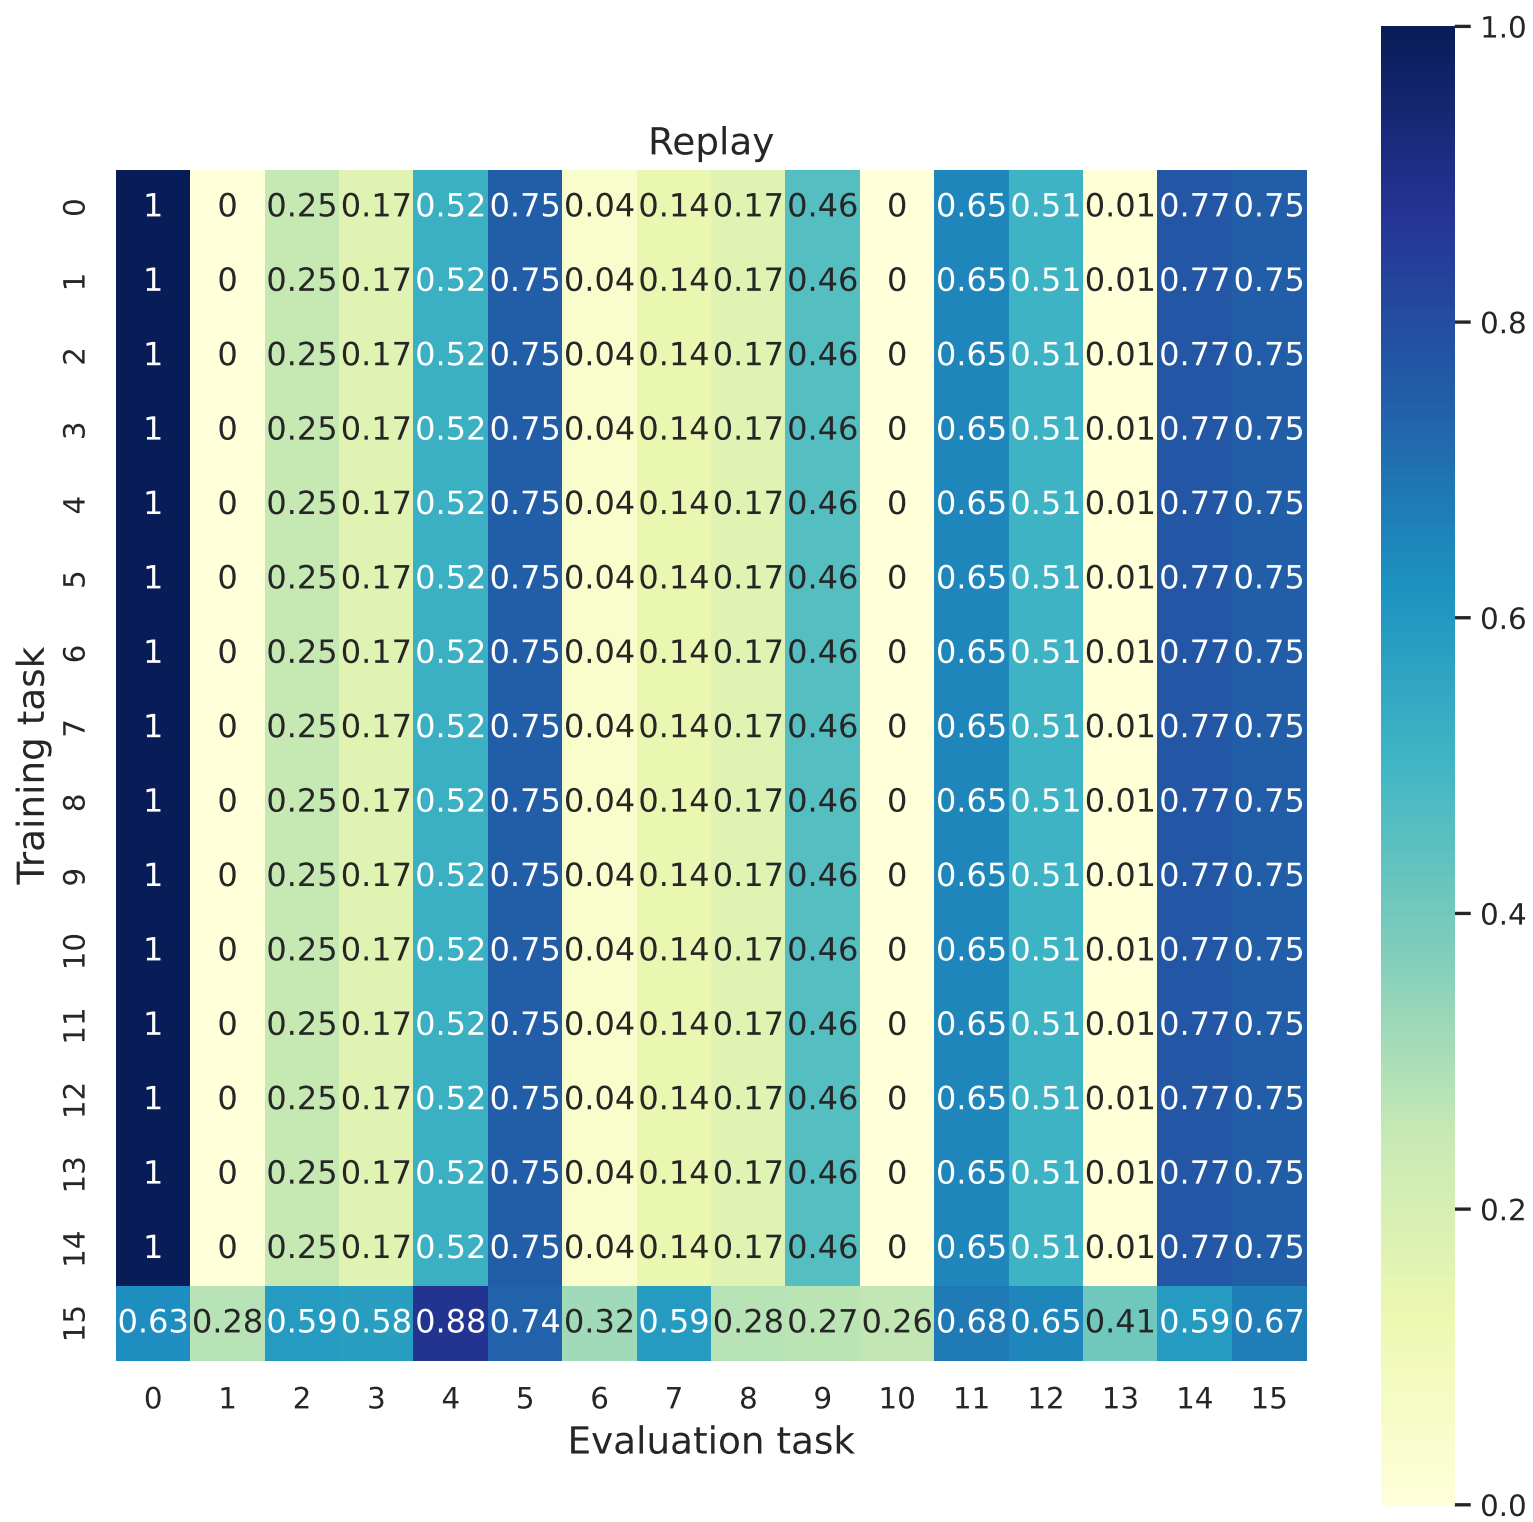 Replay
0 1 0 0.25 0.17 0.52 0.75 0.04 0.14 0.17 0.46 0 0.65 0.51 0.01 0.77 0.75
1 1 0 0.25 0.17 0.52 0.75 0.04 0.14 0.17 0.46 0 0.65 0.51 0.01 0.77 0.75
2 1 0 0.25 0.17 0.52 0.75 0.04 0.14 0.17 0.46 0 0.65 0.51 0.01 0.77 0.75
3 1 0 0.25 0.17 0.52 0.75 0.04 0.14 0.17 0.46 0 0.65 0.51 0.01 0.77 0.75
4 1 0 0.25 0.17 0.52 0.75 0.04 0.14 0.17 0.46 0 0.65 0.51 0.01 0.77 0.75
5 1 0 0.25 0.17 0.52 0.75 0.04 0.14 0.17 0.46 0 0.65 0.51 0.01 0.77 0.75
6 1 0 0.25 0.17 0.52 0.75 0.04 0.14 0.17 0.46 0 0.65 0.51 0.01 0.77 0.75
7 1 0 0.25 0.17 0.52 0.75 0.04 0.14 0.17 0.46 0 0.65 0.51 0.01 0.77 0.75
8 1 0 0.25 0.17 0.52 0.75 0.04 0.14 0.17 0.46 0 0.65 0.51 0.01 0.77 0.75
9 1 0 0.25 0.17 0.52 0.75 0.04 0.14 0.17 0.46 0 0.65 0.51 0.01 0.77 0.75
10 1 0 0.25 0.17 0.52 0.75 0.04 0.14 0.17 0.46 0 0.65 0.51 0.01 0.77 0.75
11 1 0 0.25 0.17 0.52 0.75 0.04 0.14 0.17 0.46 0 0.65 0.51 0.01 0.77 0.75
12 1 0 0.25 0.17 0.52 0.75 0.04 0.14 0.17 0.46 0 0.65 0.51 0.01 0.77 0.75
13 1 0 0.25 0.17 0.52 0.75 0.04 0.14 0.17 0.46 0 0.65 0.51 0.01 0.77 0.75
14 1 0 0.25 0.17 0.52 0.75 0.04 0.14 0.17 0.46 0 0.65 0.51 0.01 0.77 0.75
15 0.63 0.28 0.59 0.58 0.88 0.74 0.32 0.59 0.28 0.27 0.26 0.68 0.65 0.41 0.59 0.67
0 1 2 3 4 5 6 7 8 9 10 11 12 13 14 15
Evaluation task
Training task
1.0
0.8
0.6
0.4
0.2
0.0